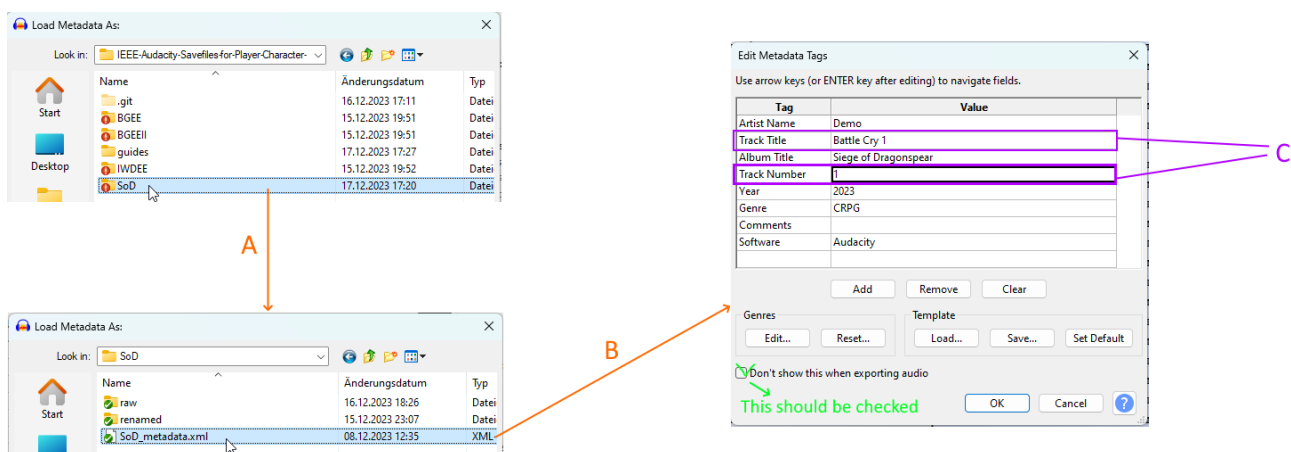 Load Metadata As:
Look in: IEEE-Audacity-Savefiles-for-Player-Character-
Name Änderungsdatum Typ
.git 16.12.2023 17:11 Datei
BGEE 15.12.2023 19:51 Datei
BGEEII 15.12.2023 19:51 Datei
guides 17.12.2023 17:27 Datei
IWDEE 15.12.2023 19:52 Datei
SoD 17.12.2023 17:20 Datei
Start
Desktop
A
Load Metadata As:
Look in: SoD
Name Änderungsdatum Typ
raw 16.12.2023 18:26 Datei
renamed 15.12.2023 23:07 Datei
SoD_metadata.xml 08.12.2023 12:35 XML
Start
B
Edit Metadata Tags
Use arrow keys (or ENTER key after editing) to navigate fields.
Tag Value
Artist Name Demo
Track Title Battle Cry 1
Album Title Siege of Dragonspear
Track Number 1
Year 2023
Genre CRPG
Comments
Software Audacity
Add Remove Clear
Genres Template
Edit... Reset... Load... Save... Set Default
Don't show this when exporting audio
This should be checked
OK Cancel ?
C